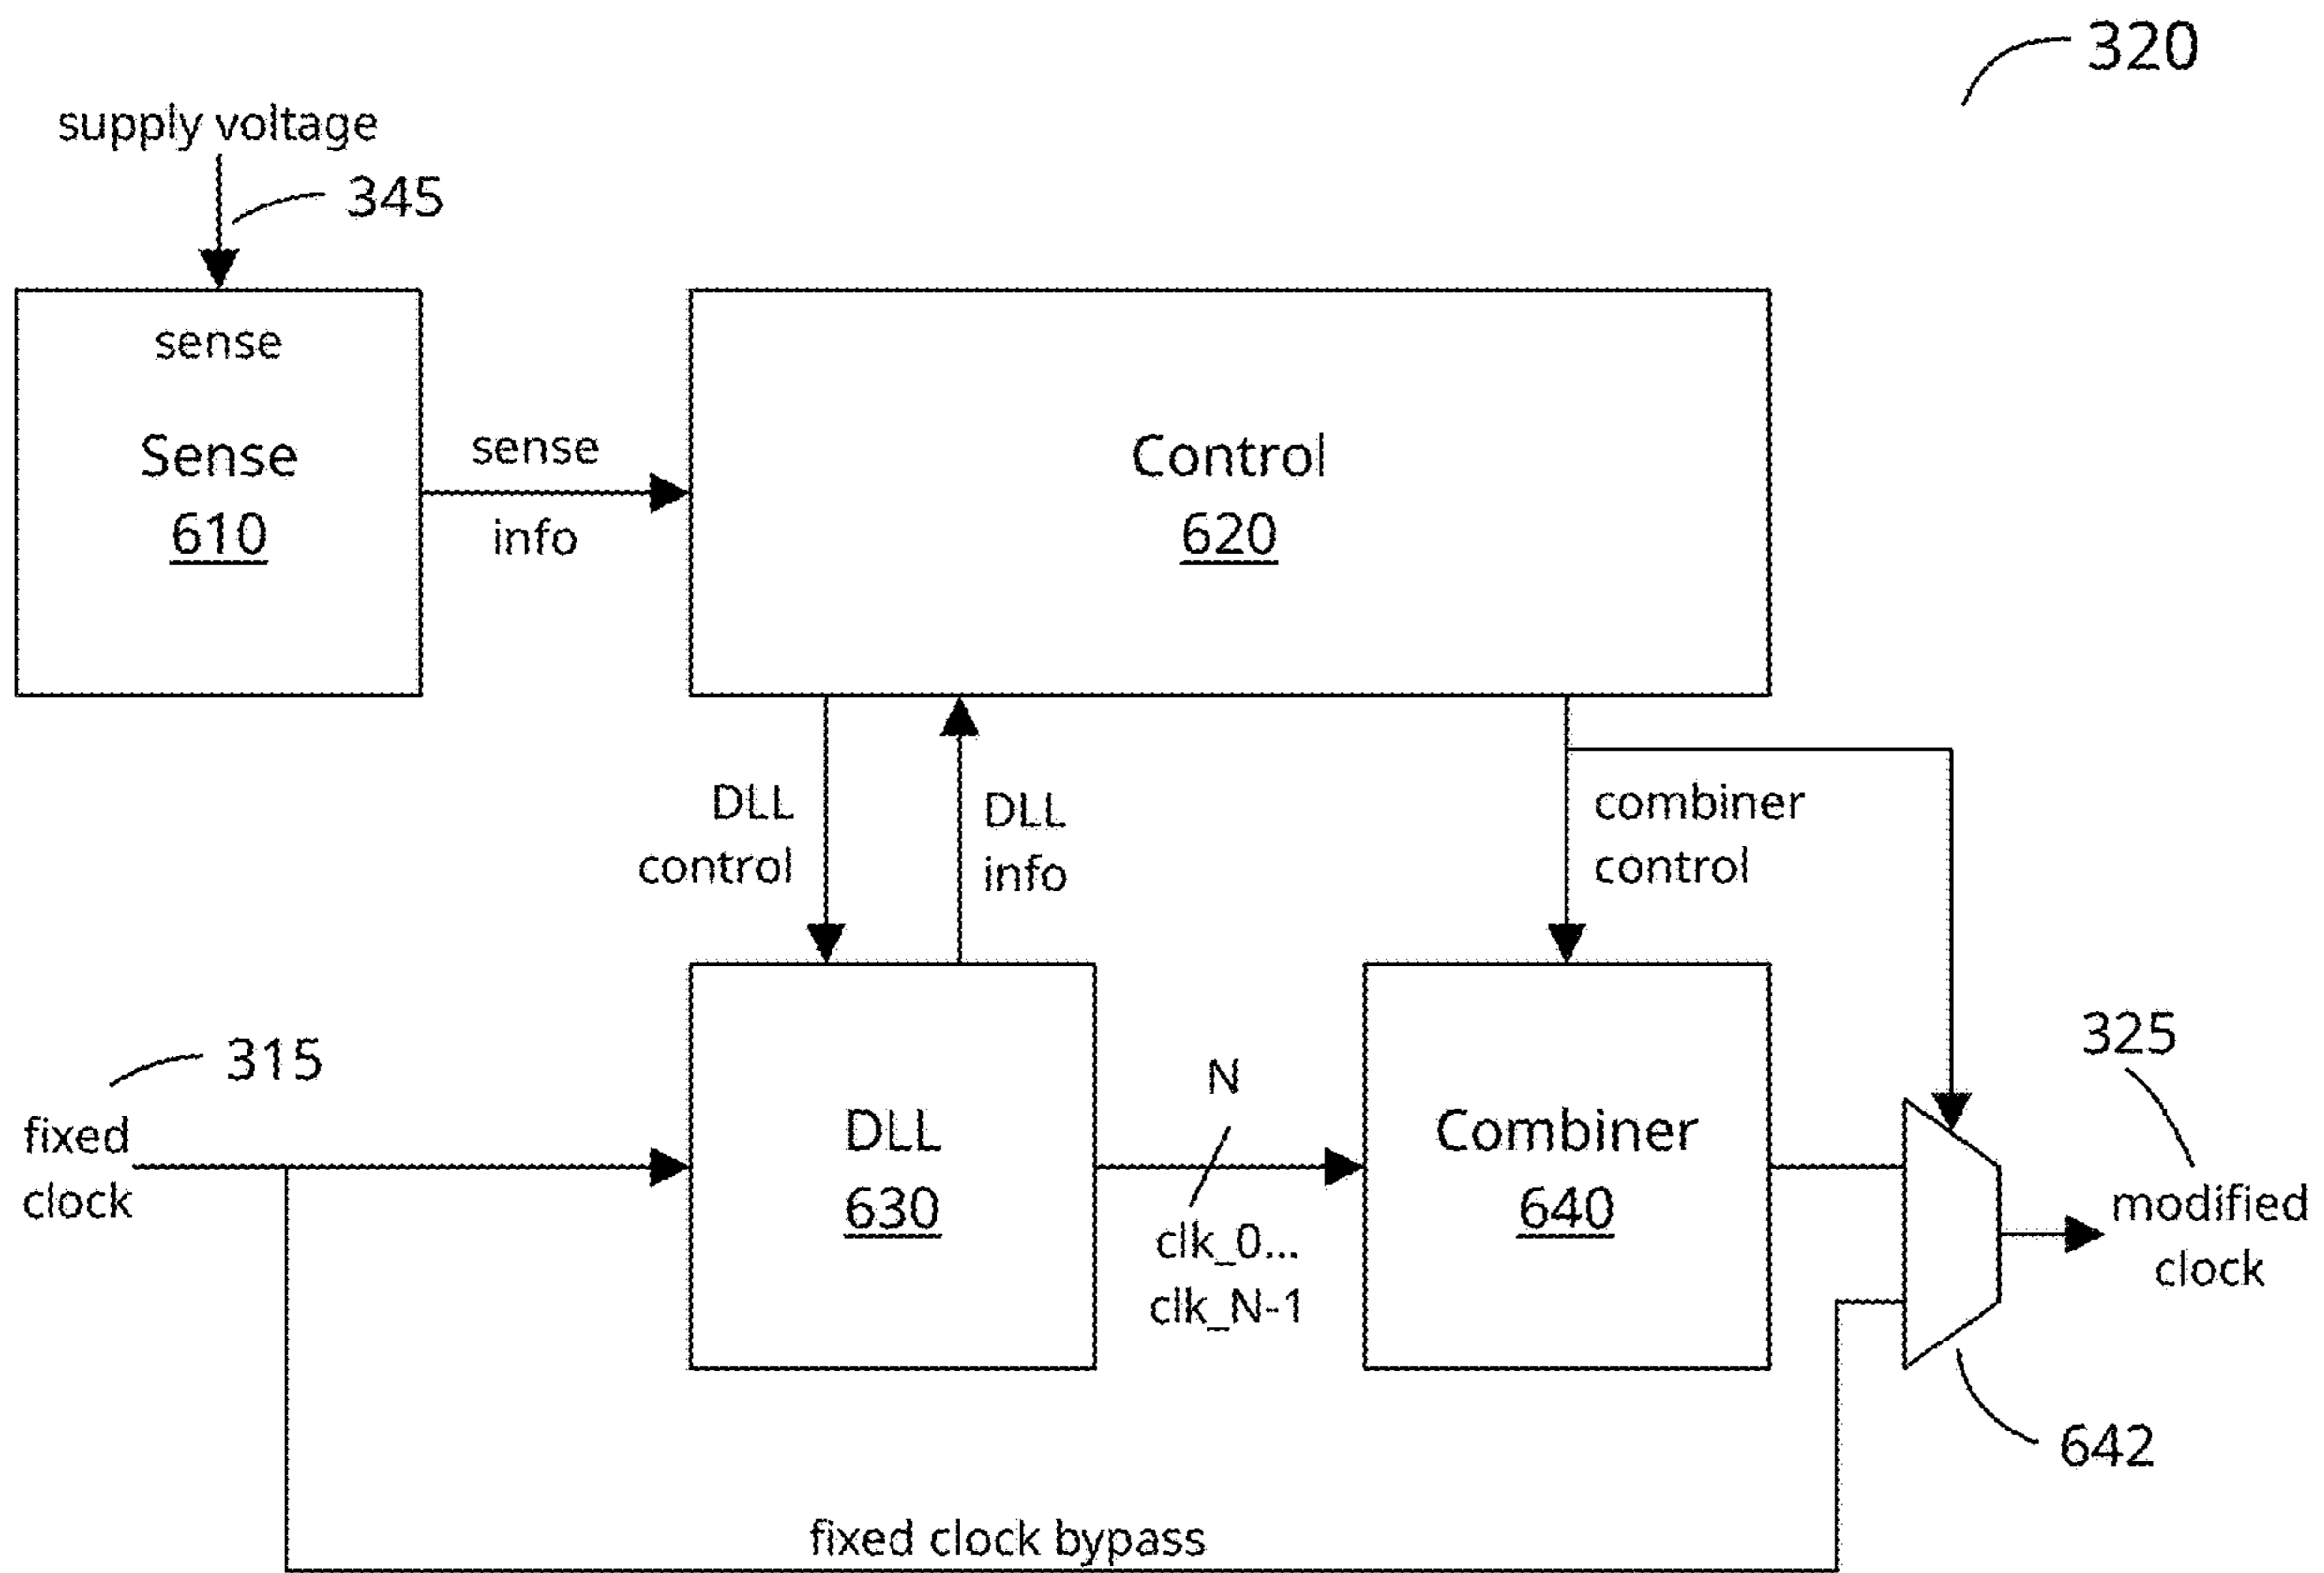 320
supply voltage
345
sense
Sense
610
sense
info
Control
620
DLL
control
DLL
info
combiner
control
315
fixed
clock
DLL
630
N
clk_0...
clk_N-1
Combiner
640
325
modified
clock
642
fixed clock bypass